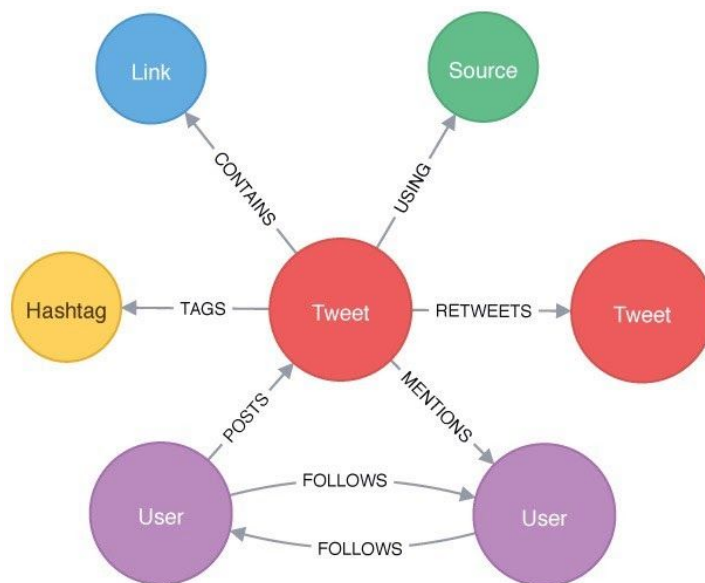 Link
Source
CONTAINS
USING
Hashtag
TAGS
Tweet
RETWEETS
Tweet
POSTS
MENTIONS
User
FOLLOWS
FOLLOWS
User